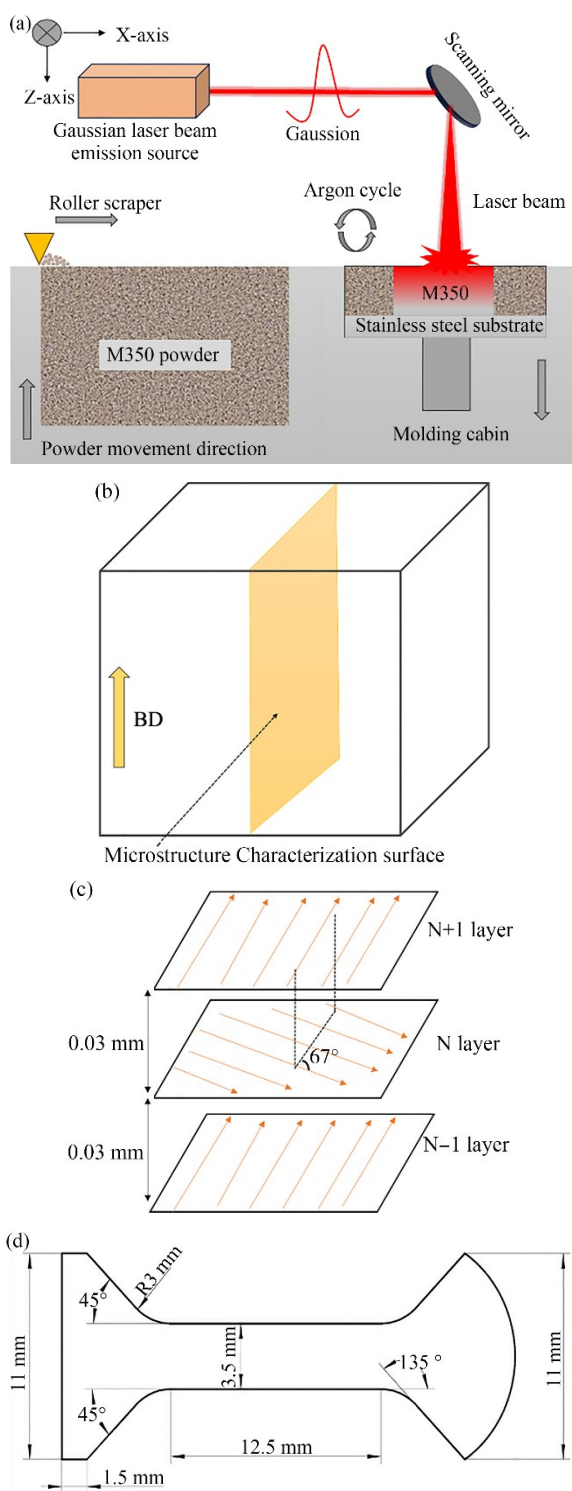 (a)
X-axis
Z-axis
Gaussian laser beam
emission source
Gaussion
Scanning mirror
Roller scraper
Argon cycle
Laser beam
M350
Stainless steel substrate
M350 powder
Molding cabin
Powder movement direction
(b)
BD
Microstructure Characterization surface
(c)
N+1 layer
0.03 mm
N layer
67°
0.03 mm
N−1 layer
(d)
R3 mm
45°
11 mm
3.5 mm
135 °
11 mm
45°
12.5 mm
1.5 mm